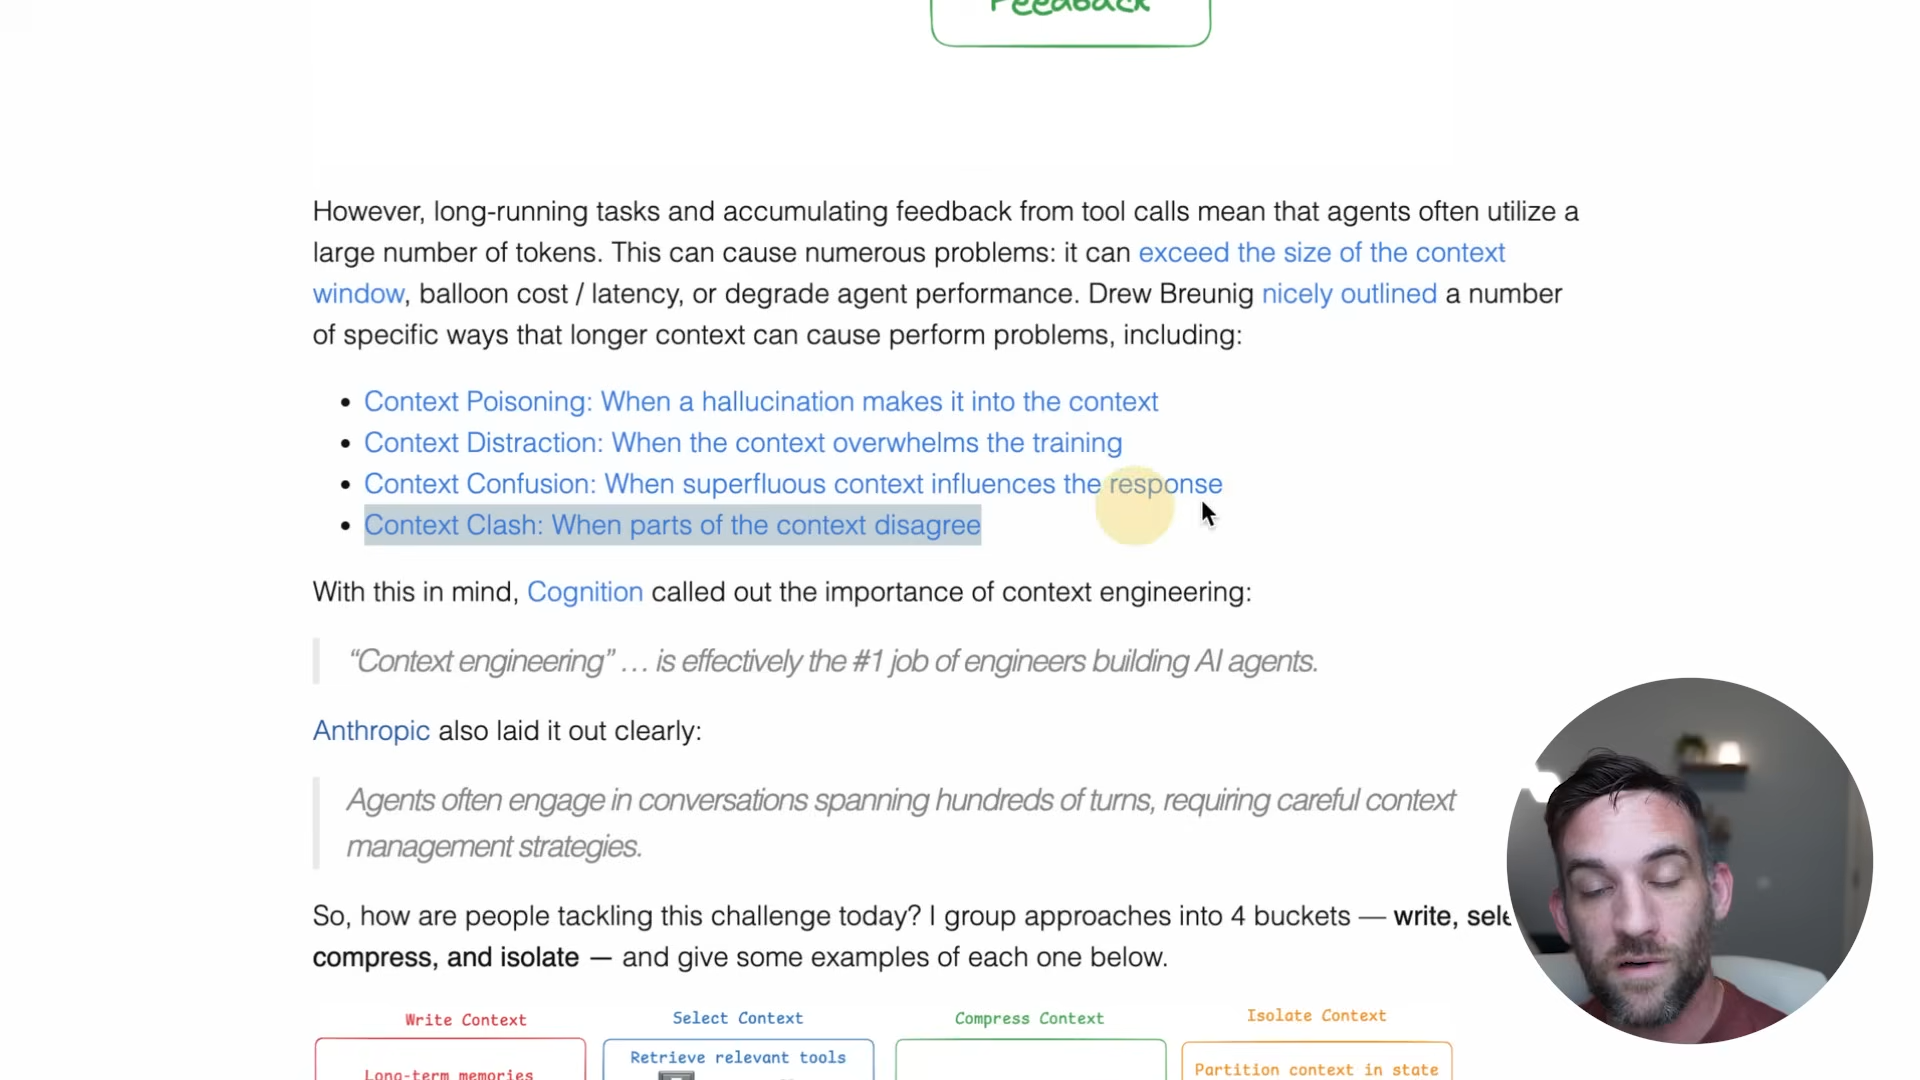 Feedback
However, long-running tasks and accumulating feedback from tool calls mean that agents often utilize a
large number of tokens. This can cause numerous problems: it can exceed the size of the context
window, balloon cost / latency, or degrade agent performance. Drew Breunig nicely outlined a number
of specific ways that longer context can cause perform problems, including:
• Context Poisoning: When a hallucination makes it into the context
• Context Distraction: When the context overwhelms the training
• Context Confusion: When superfluous context influences the response
• Context Clash: When parts of the context disagree
With this in mind, Cognition called out the importance of context engineering:
“Context engineering” … is effectively the #1 job of engineers building AI agents.
Anthropic also laid it out clearly:
Agents often engage in conversations spanning hundreds of turns, requiring careful context
management strategies.
So, how are people tackling this challenge today? I group approaches into 4 buckets — write,
compress, and isolate — and give some examples of each one below.
Write Context
Select Context
Compress Context
Isolate Context
Long-term memories
Retrieve relevant tools
Partition context in state